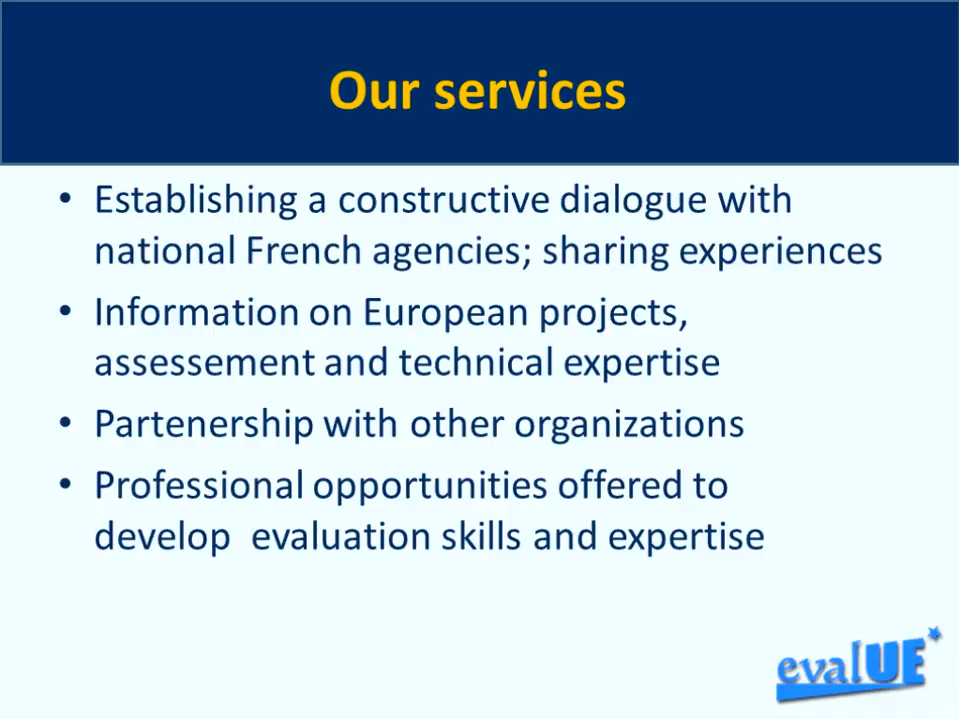 Our services
• Establishing a constructive dialogue with
national French agencies; sharing experiences
• Information on European projects,
assessement and technical expertise
• Partenership with other organizations
• Professional opportunities offered to
develop  evaluation skills and expertise
evalUE